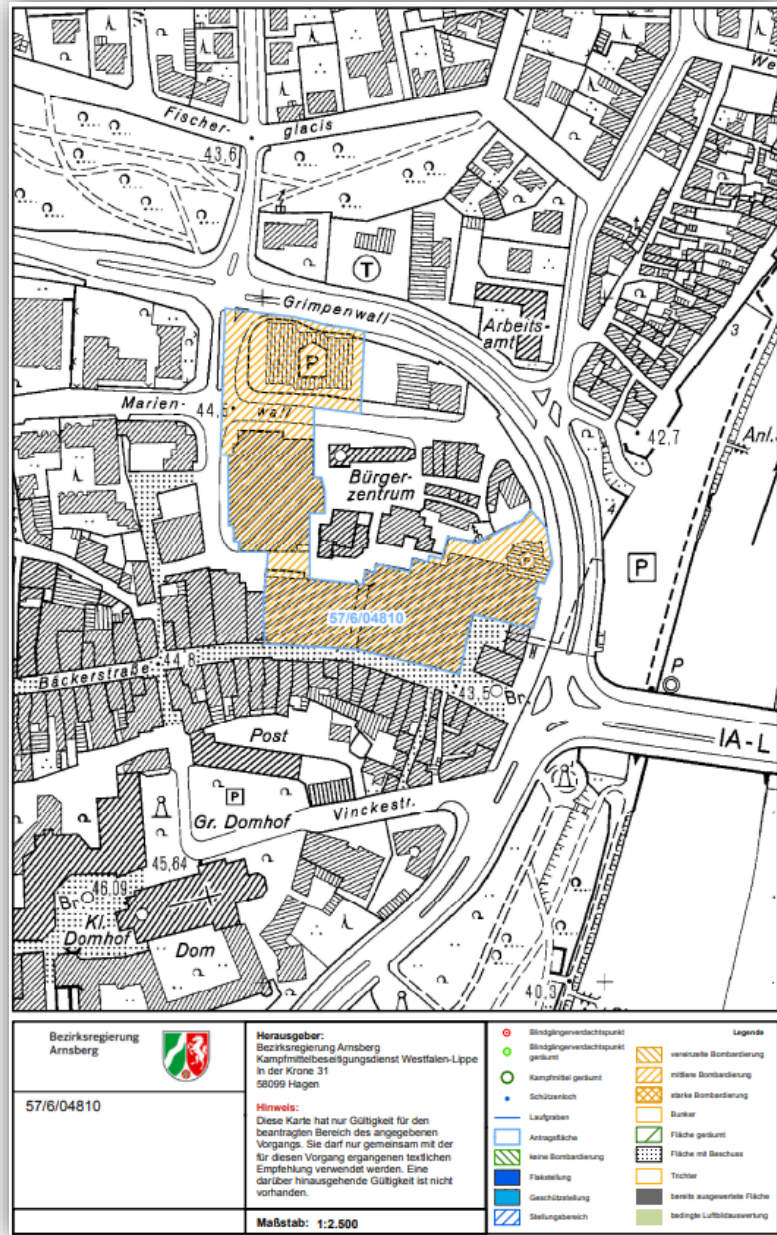 We
Fischer-
glacis
43,6
T
Grimpenwall
Arbeits-
amt
3
P
Marien-
44,5
wall
42,7
Anl.
Bürger-
zentrum
4
P
P
57/6/04810
Bäckerstraße
44,8
43,5
Br.
P
IA-L
Post
P
Gr. Domhof
Vinckestr.
45,64
46,09
Br
Kl.
Domhof
Dom
40,3
Bezirksregierung
Arnsberg
57/6/04810
Herausgeber:
Bezirksregierung Arnsberg
Kampfmittelbeseitigungsdienst Westfalen-Lippe
In der Krone 31
58099 Hagen
Hinweis:
Diese Karte hat nur Gültigkeit für den
beantragten Bereich des angegebenen
Vorgangs. Sie darf nur gemeinsam mit der
für diesen Vorgang ergangenen textlichen
Empfehlung verwendet werden. Eine
darüber hinausgehende Gültigkeit ist nicht
vorhanden.
Maßstab: 1:2.500
Legende
Blindgängerverdachtspunkt
Blindgängerverdachtspunkt
geräumt
Kampfmittel geräumt
Schützenloch
Laufgraben
Antragsfläche
keine Bombardierung
Flakstellung
Geschützstellung
Stellungsbereich
vereinzelte Bombardierung
mittlere Bombardierung
starke Bombardierung
Bunker
Fläche geräumt
Fläche mit Beschuss
Trichter
bereits ausgewertete Fläche
bedingte Luftbildauswertung